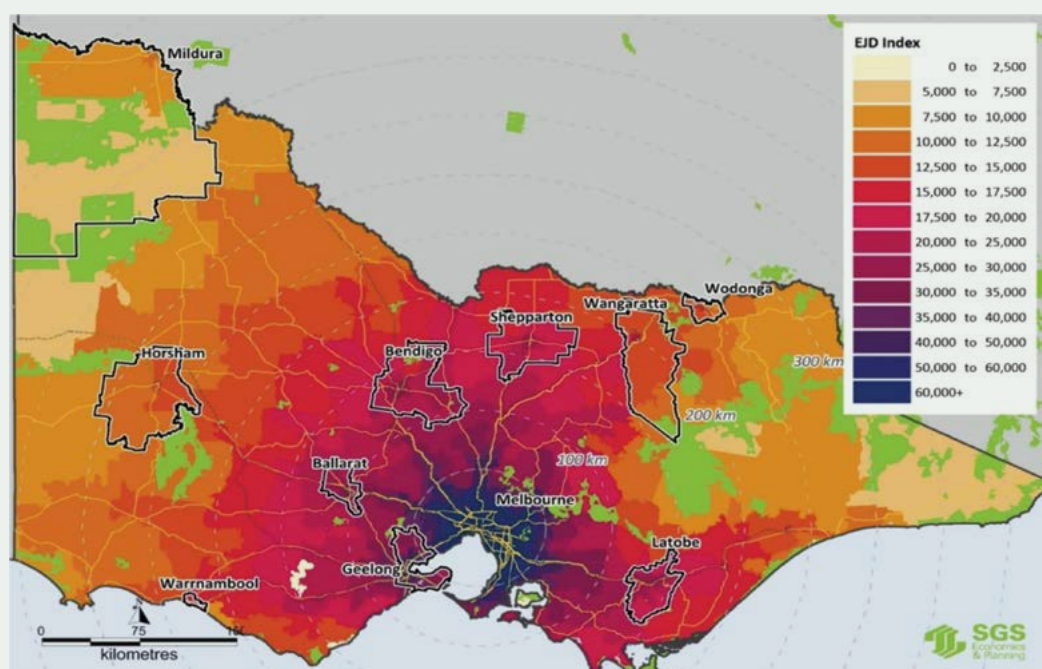 EJD Index
0 to 2,500
5,000 to 7,500
7,500 to 10,000
10,000 to 12,500
12,500 to 15,000
15,000 to 17,500
17,500 to 20,000
20,000 to 25,000
25,000 to 30,000
30,000 to 35,000
35,000 to 40,000
40,000 to 50,000
50,000 to 60,000
60,000+
Mildura
Wodonga
Wangaratta
Shepparton
Horsham
Bendigo
300 km
200 km
Ballarat
100 km
Melbourne
Latobe
Geelong
Warrnambool
N
0 75
kilometres
SGS
Economics
& Planning